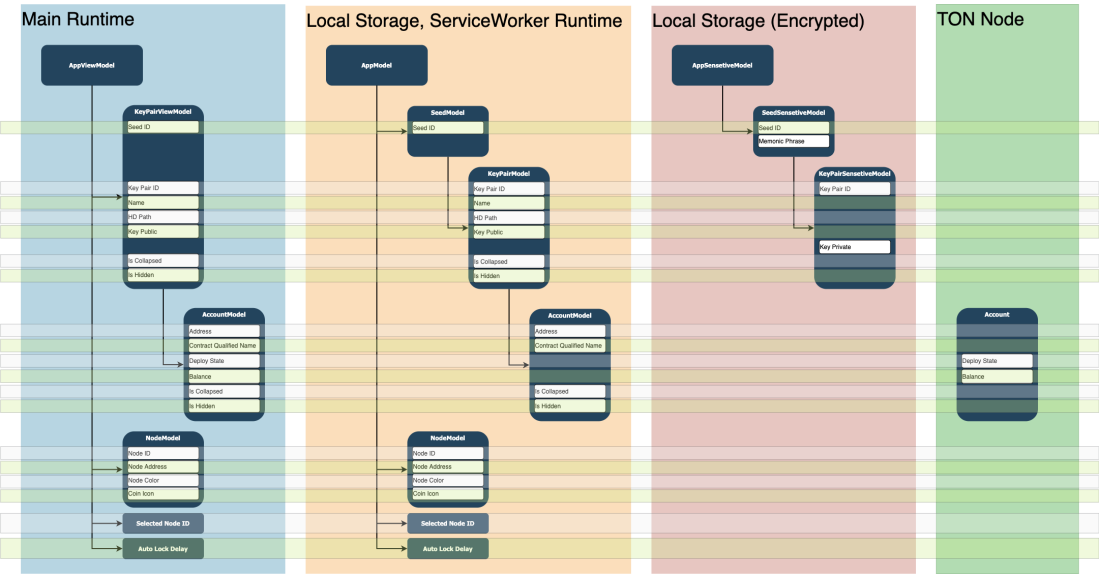 Main Runtime
AppViewModel
KeyPairViewModel
Seed ID
Key Pair ID
Name
HD Path
Key Public
Is Collapsed
Is Hidden
AccountModel
Address
Contract Qualified Name
Deploy State
Balance
Is Collapsed
Is Hidden
NodeModel
Node ID
Node Address
Node Color
Coin Icon
Selected Node ID
Auto Lock Delay
Local Storage, ServiceWorker Runtime
AppModel
SeedModel
Seed ID
KeyPairModel
Key Pair ID
Name
HD Path
Key Public
Is Collapsed
Is Hidden
AccountModel
Address
Contract Qualified Name
Is Collapsed
Is Hidden
NodeModel
Node ID
Node Address
Node Color
Coin Icon
Selected Node ID
Auto Lock Delay
Local Storage (Encrypted)
AppSensetiveModel
SeedSensetiveModel
Seed ID
Memonic Phrase
KeyPairSensetiveModel
Key Pair ID
Key Private
TON Node
Account
Deploy State
Balance